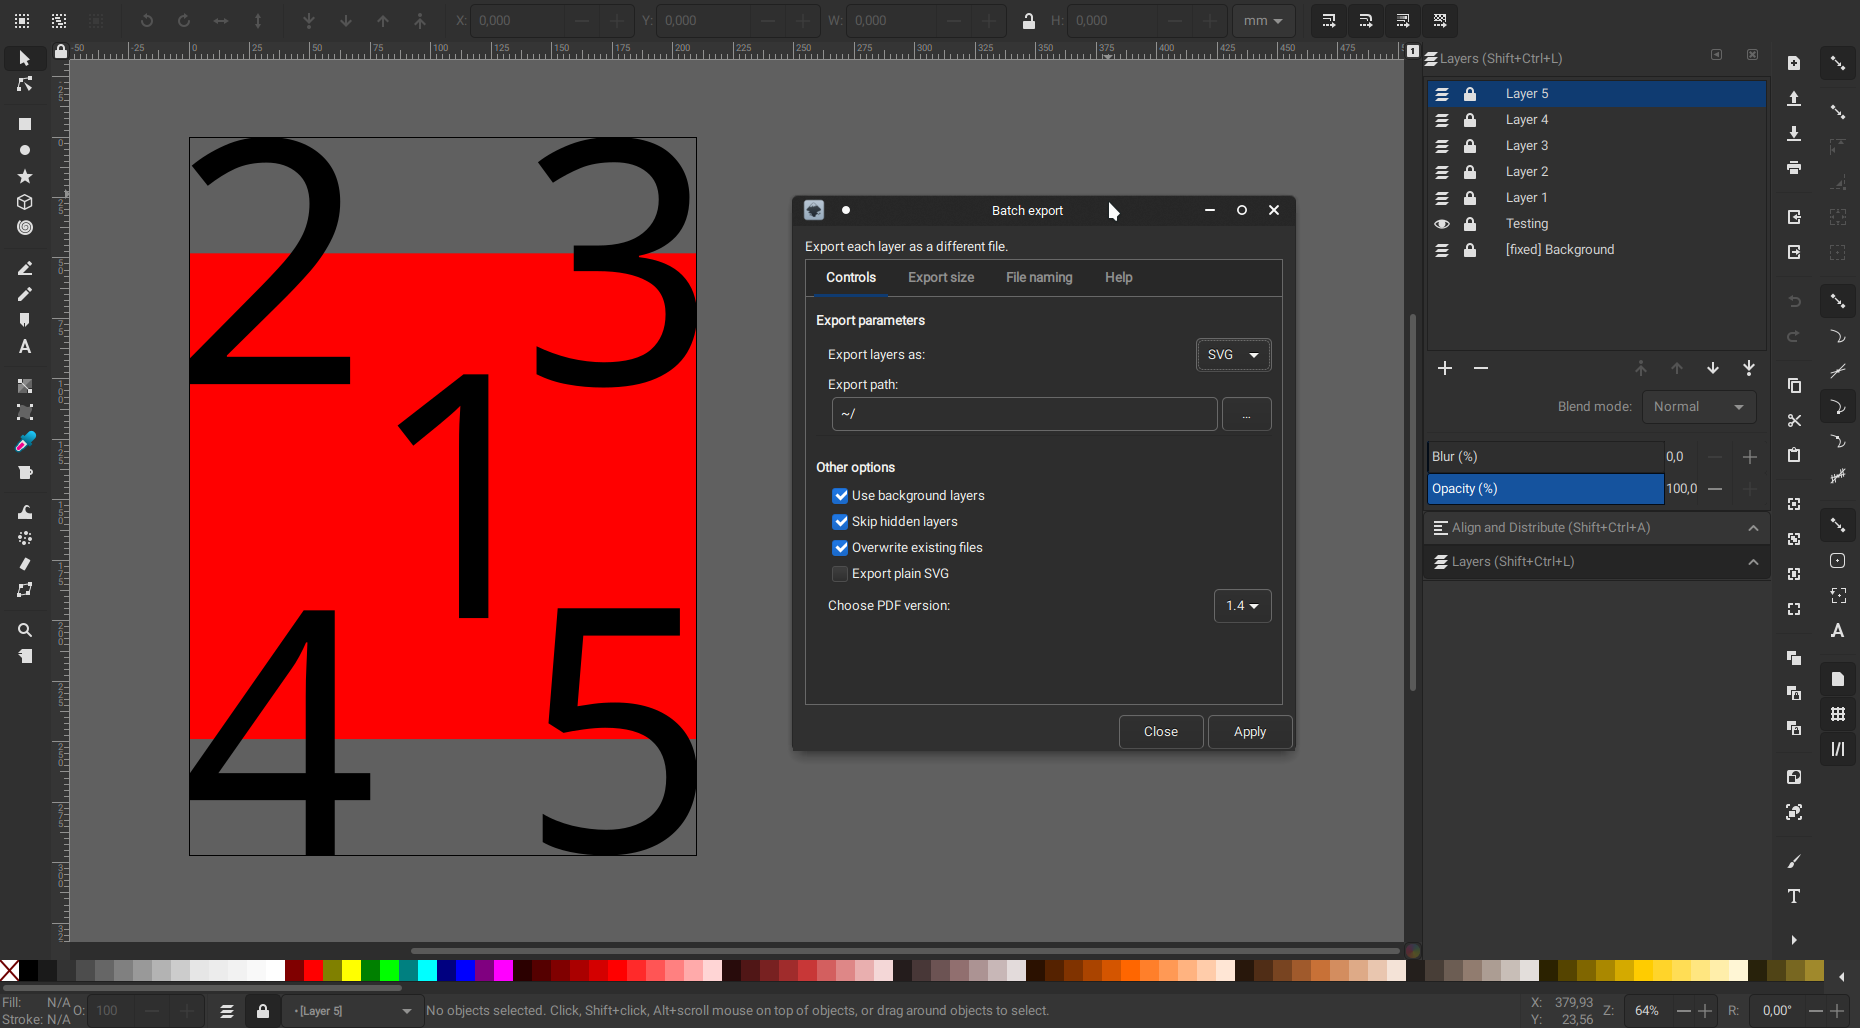 X: 0,000 Y: 0,000 W: 0,000 H: 0,000 mm
-50 -25 0 25 50 75 100 125 150 175 200 225 250 275 300 325 350 375 400 425 450 475
1
Layers (Shift+Ctrl+L)
Layer 5
Layer 4
Layer 3
Layer 2
Layer 1
Testing
[fixed] Background
Blend mode: Normal
Blur (%) 0,0
Opacity (%) 100,0
Align and Distribute (Shift+Ctrl+A)
Layers (Shift+Ctrl+L)
2 3
1
4 5
Batch export
Export each layer as a different file.
Controls Export size File naming Help
Export parameters
Export layers as: SVG
Export path:
~/ ...
Other options
Use background layers
Skip hidden layers
Overwrite existing files
Export plain SVG
Choose PDF version: 1.4
Close Apply
Fill: N/A
Stroke: N/A
O: 100
[Layer 5]
No objects selected. Click, Shift+click, Alt+scroll mouse on top of objects, or drag around objects to select.
X: 379,93
Y: 23,56
Z: 64% R: 0,00°